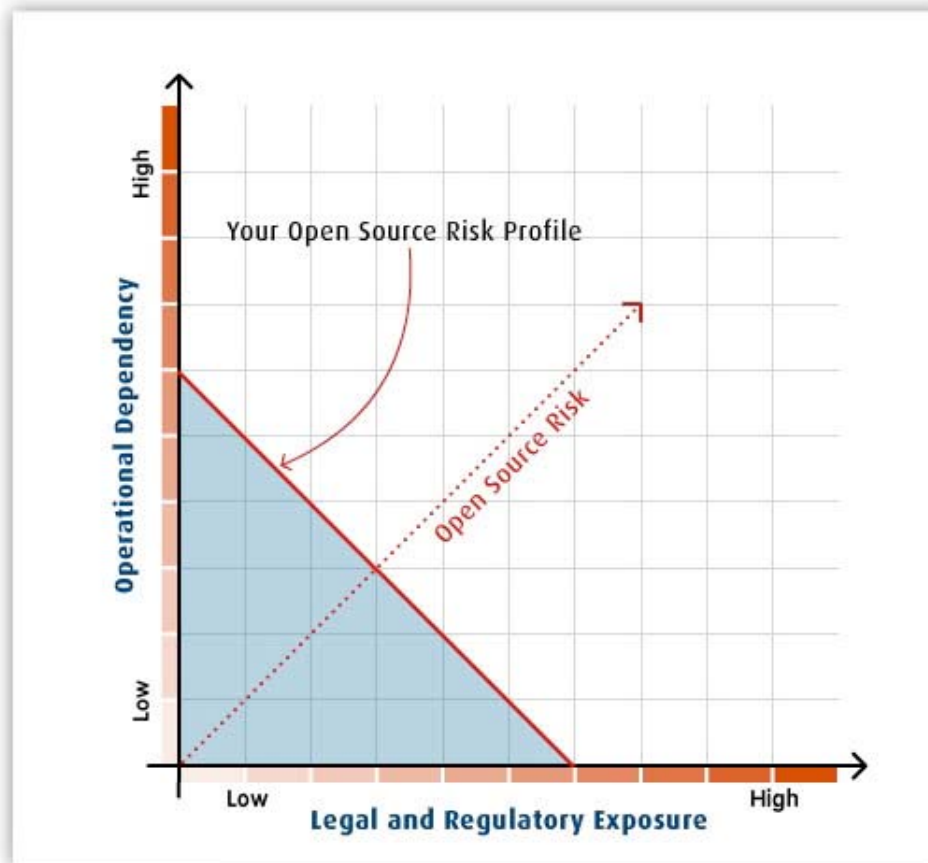 Your Open Source Risk Profile
High
Operational Dependency
Open Source Risk
Low
Low
High
Legal and Regulatory Exposure